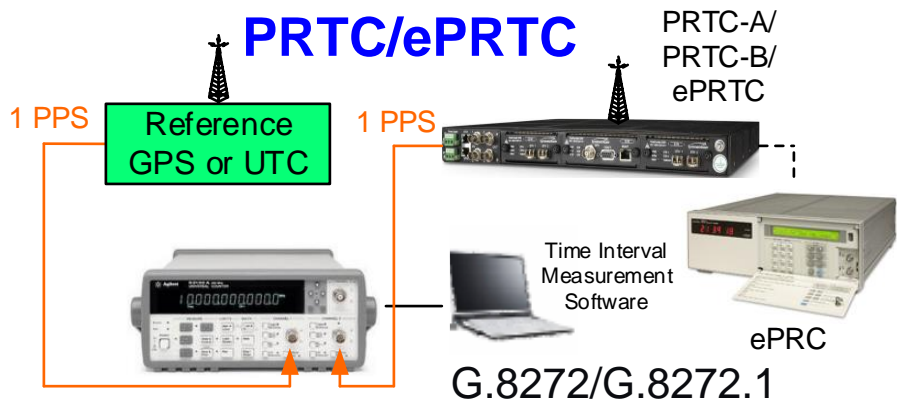 PRTC/ePRTC
PRTC-A/
PRTC-B/
ePRTC
1 PPS
Reference
GPS or UTC
1 PPS
Agilent
Time Interval
Measurement
Software
ePRC
G.8272/G.8272.1